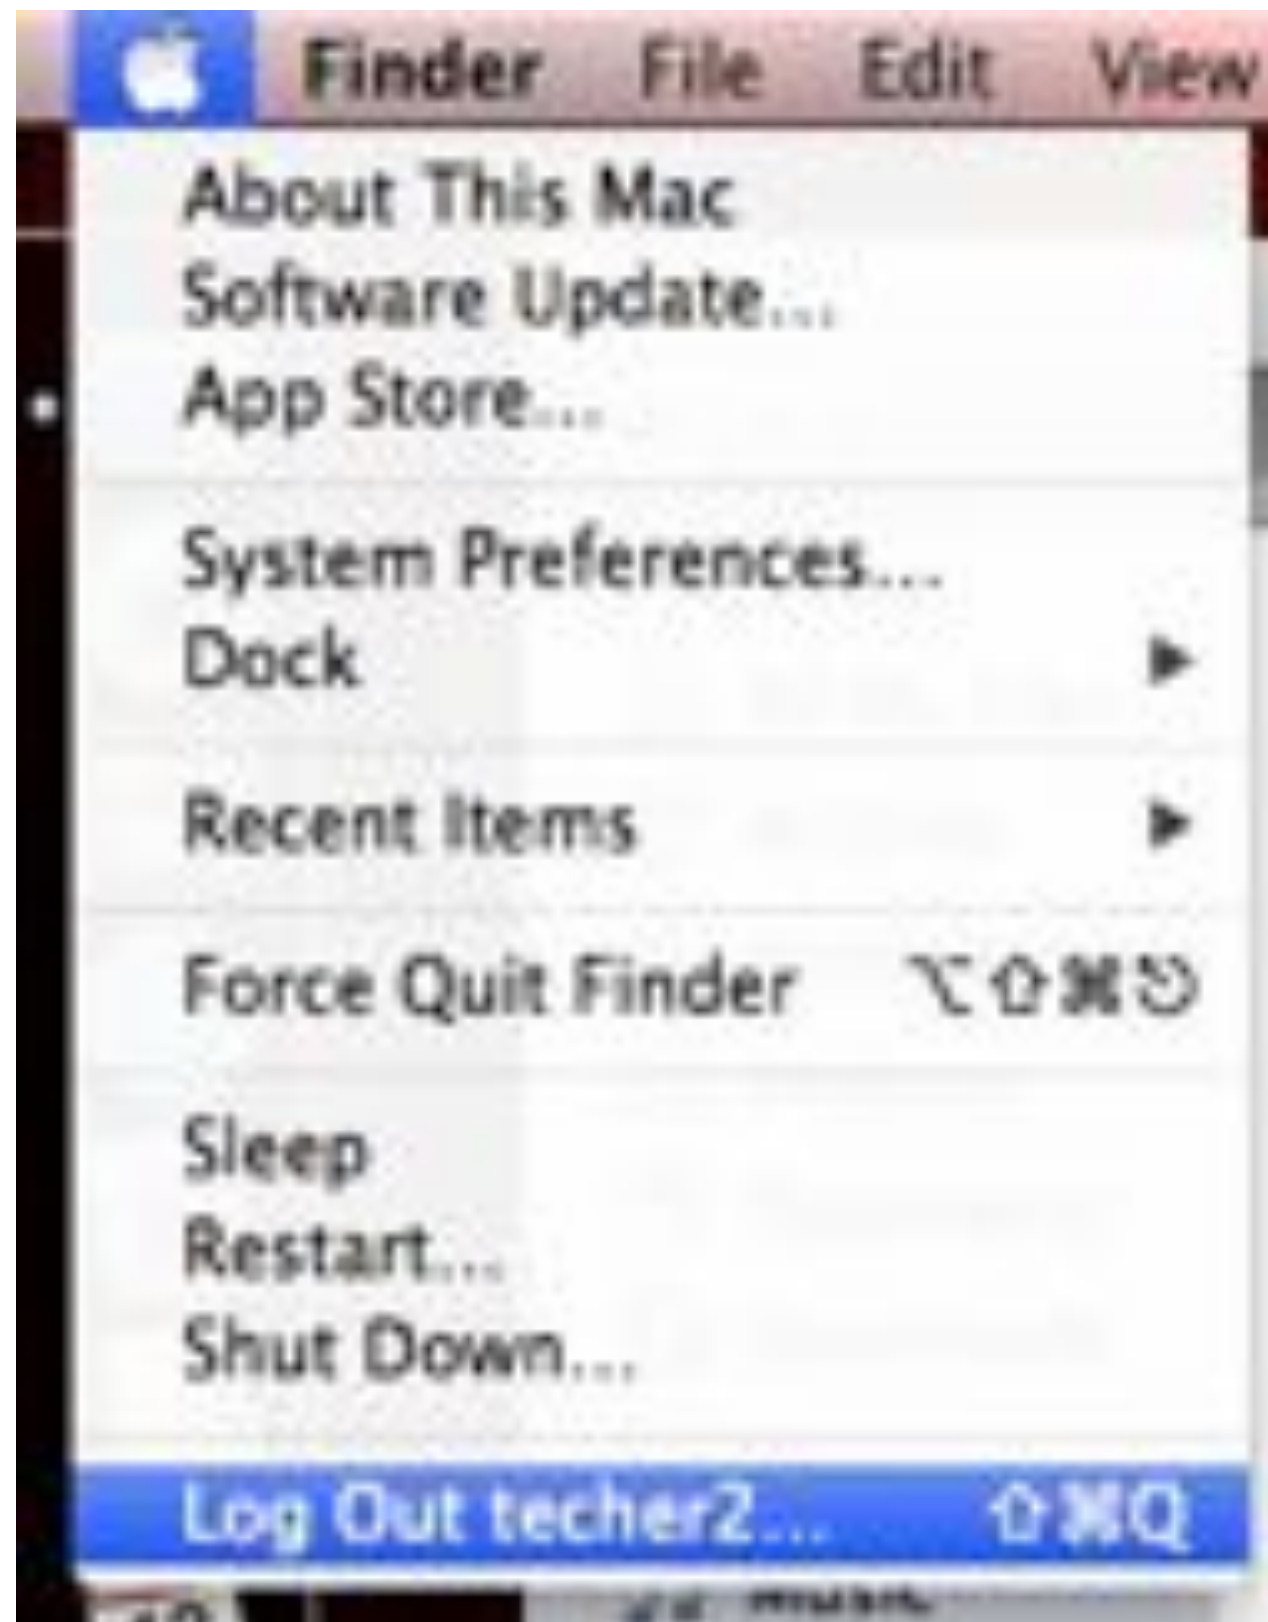 Finder File Edit View
About This Mac
Software Update...
App Store...
System Preferences...
Dock ▶
Recent Items ▶
Force Quit Finder ⌥⇧⌘⎋
Sleep
Restart...
Shut Down...
Log Out techer2... ⇧⌘Q